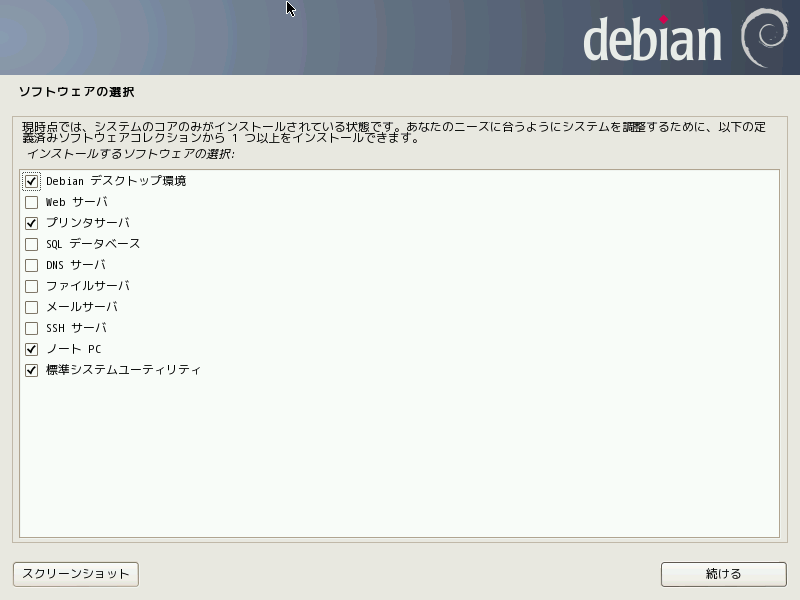 debian
ソフトウェアの選択
現時点では、システムのコアのみがインストールされている状態です。あなたのニーズに合うようにシステムを調整するために、以下の定
義済みソフトウェアコレクションから 1 つ以上をインストールできます。
インストールするソフトウェアの選択:
Debian デスクトップ環境
Web サーバ
プリンタサーバ
SQL データベース
DNS サーバ
ファイルサーバ
メールサーバ
SSH サーバ
ノート PC
標準システムユーティリティ
スクリーンショット
続ける